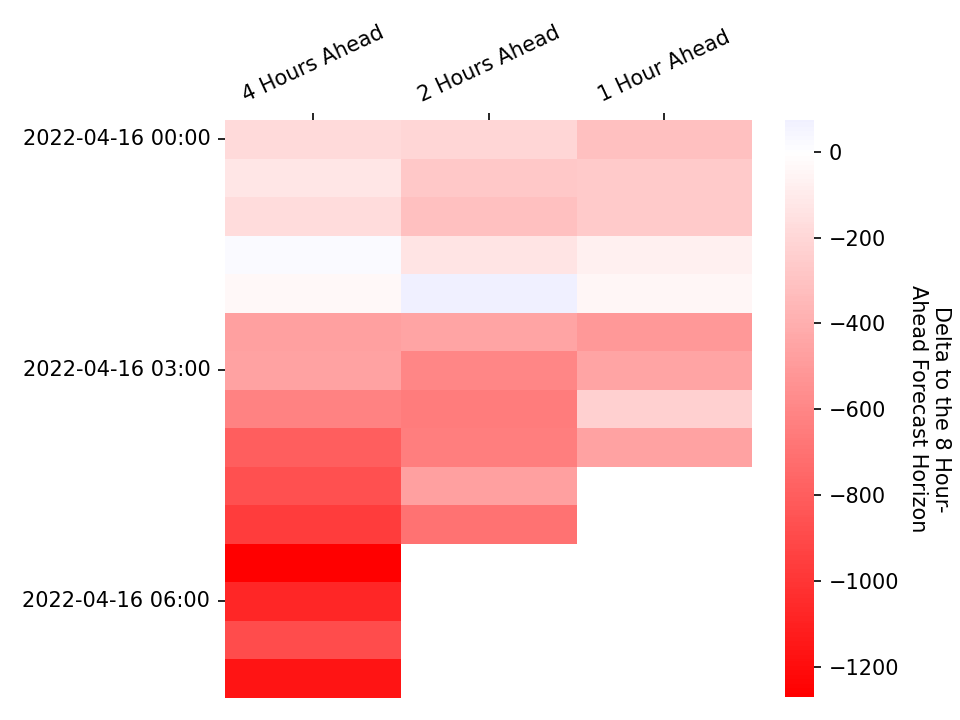 4 Hours Ahead
2 Hours Ahead
1 Hour Ahead
2022-04-16 00:00
2022-04-16 03:00
2022-04-16 06:00
0
−200
−400
−600
−800
−1000
−1200
Delta to the 8 Hour-
Ahead Forecast Horizon